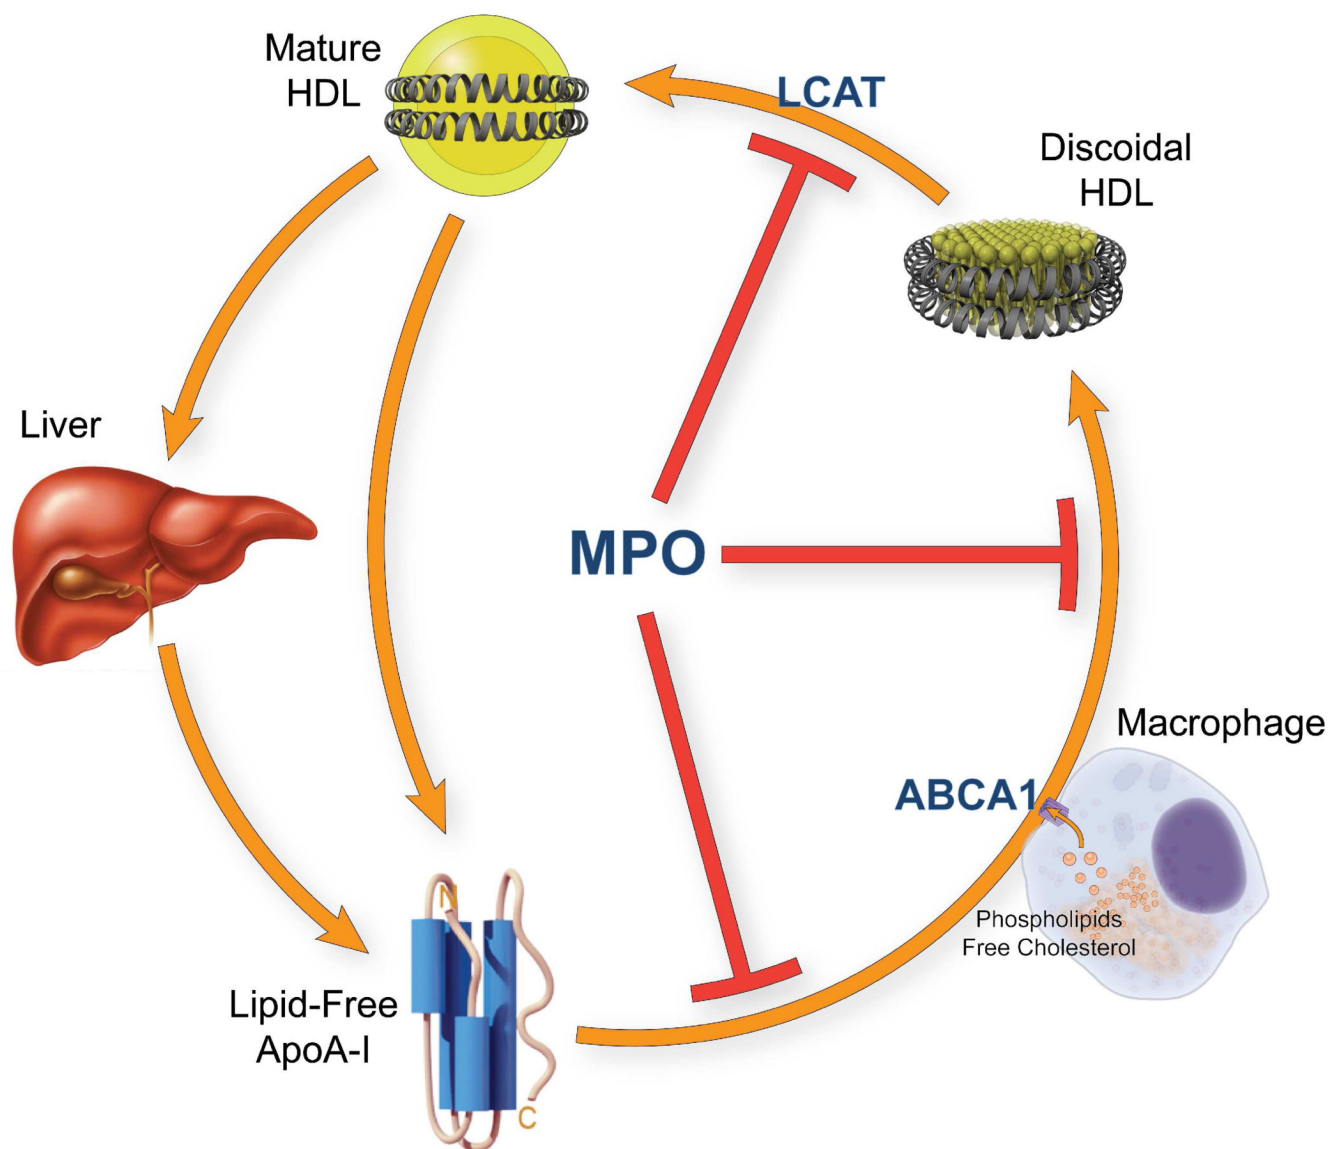 Mature
HDL
LCAT
Discoidal
HDL
Liver
MPO
Macrophage
ABCA1
Phospholipids
Free Cholesterol
N
Lipid-Free
ApoA-I
C